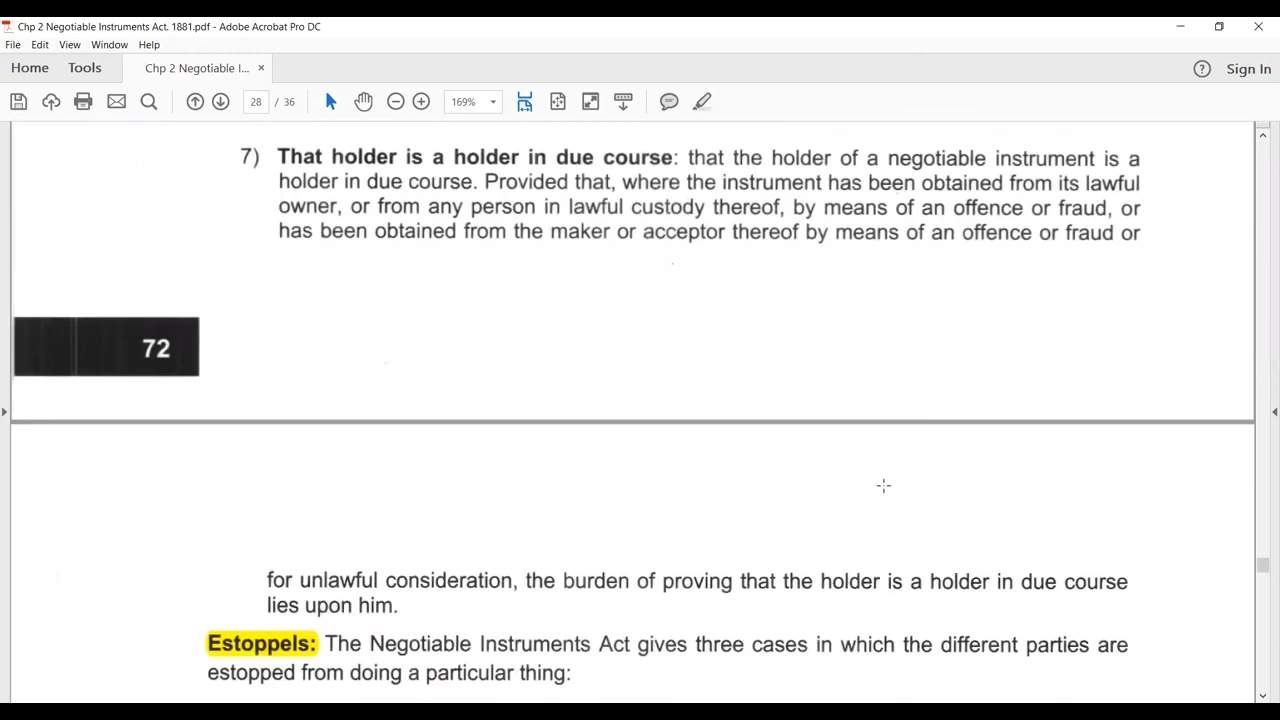 Chp 2 Negotiable Instruments Act. 1881.pdf - Adobe Acrobat Pro DC
File Edit View Window Help
Home Tools Chp 2 Negotiable I... × Sign In
28 / 36 169%
7) That holder is a holder in due course: that the holder of a negotiable instrument is a
holder in due course. Provided that, where the instrument has been obtained from its lawful
owner, or from any person in lawful custody thereof, by means of an offence or fraud, or
has been obtained from the maker or acceptor thereof by means of an offence or fraud or
72
for unlawful consideration, the burden of proving that the holder is a holder in due course
lies upon him.
Estoppels: The Negotiable Instruments Act gives three cases in which the different parties are
estopped from doing a particular thing: